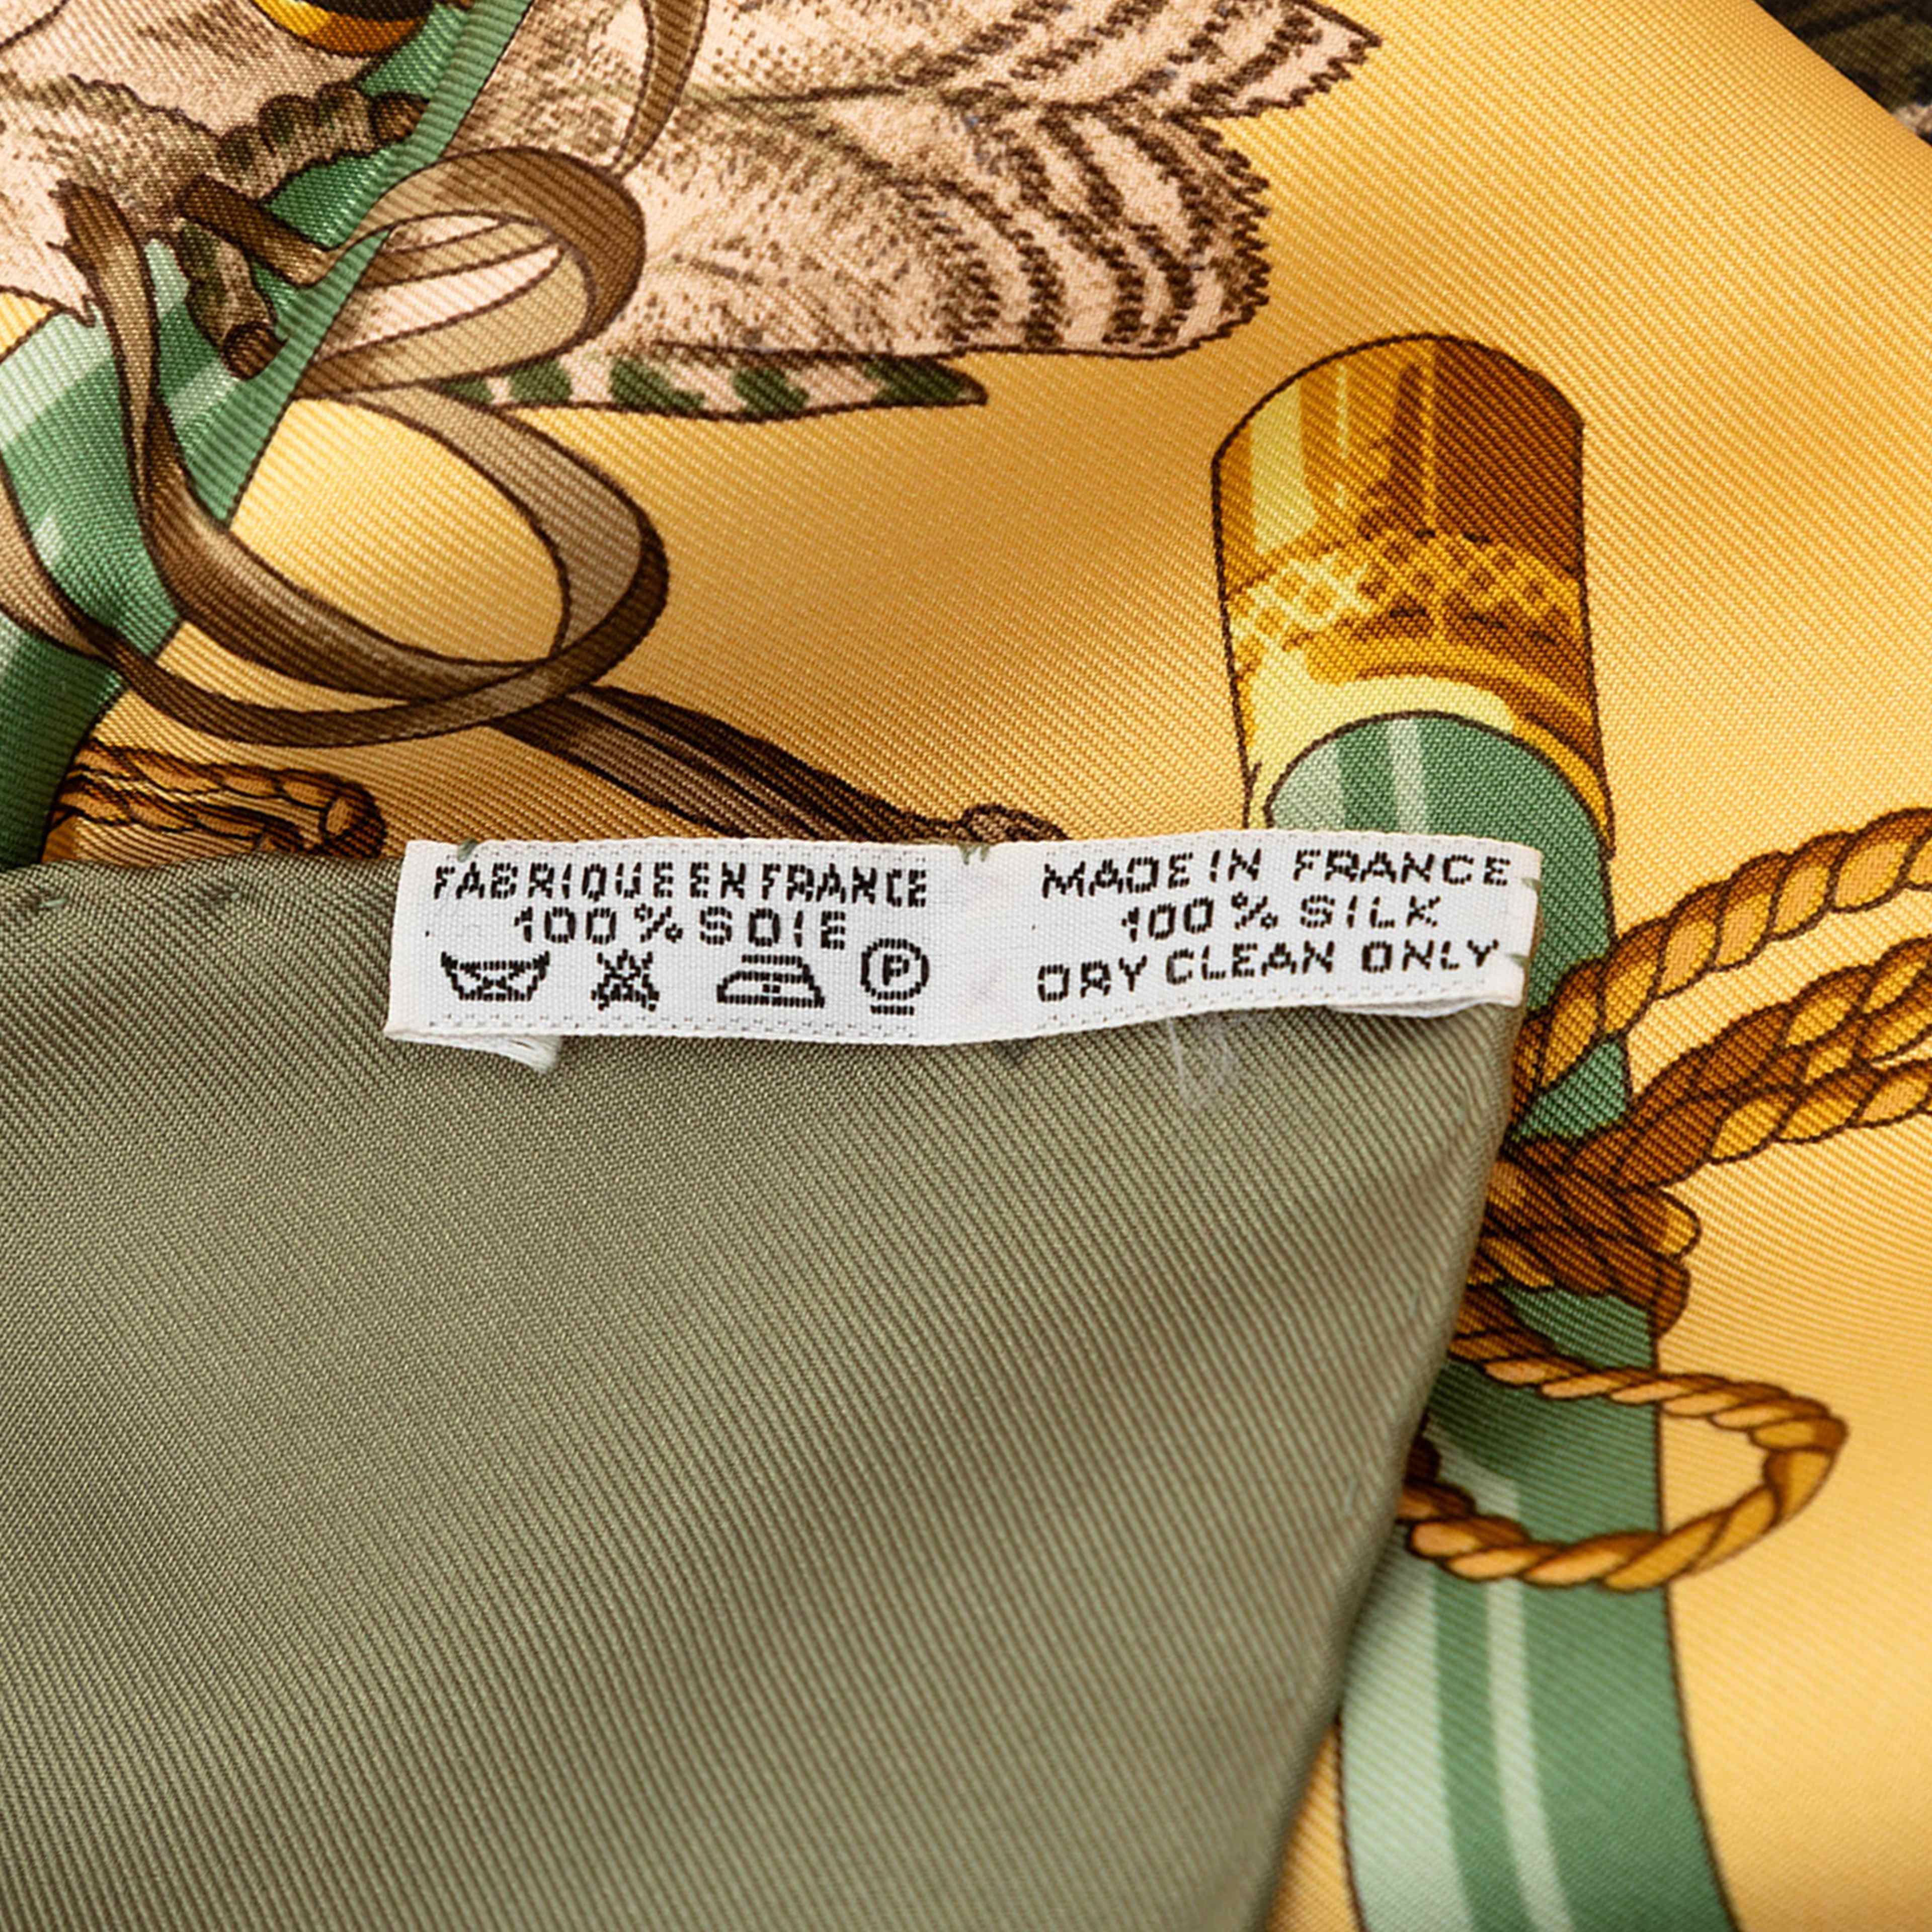 FABRIQUE EN FRANCE
100% SOIE
P
MADE IN FRANCE
100% SILK
DRY CLEAN ONLY